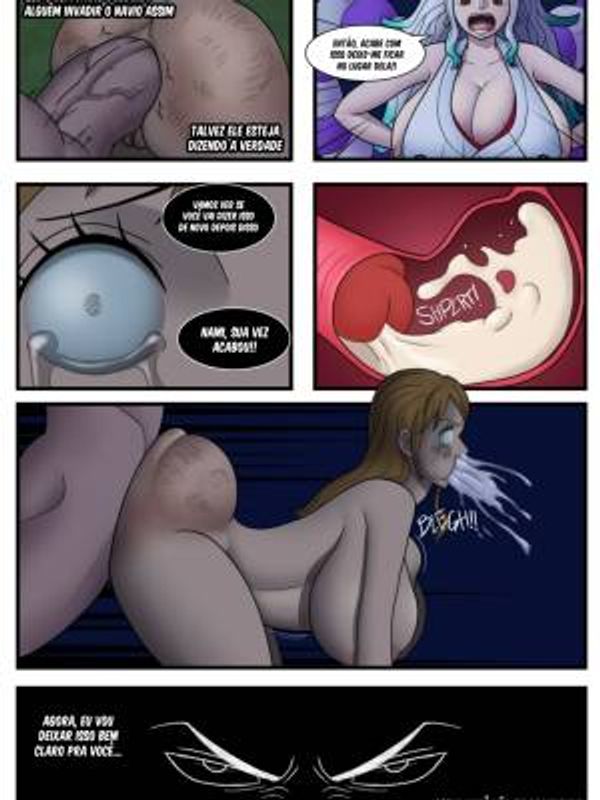 ALGUEM INVADIR O NAVIO ASSIM
TALVEZ ELE ESTEJA
DIZENDO A VERDADE
ENTÃO, ACABE COM
ISSO DEIXE-ME FICAR
NO LUGAR DELA!!
VAMOS VER SE
VOCÊ VAI DIZER ISSO
DE NOVO DEPOIS DISSO
NAMI, SUA VEZ
ACABOU!!
SHPLRT!
BLEGH!!
AGORA, EU VOU
DEIXAR ISSO BEM
CLARO PRA VOCÊ...